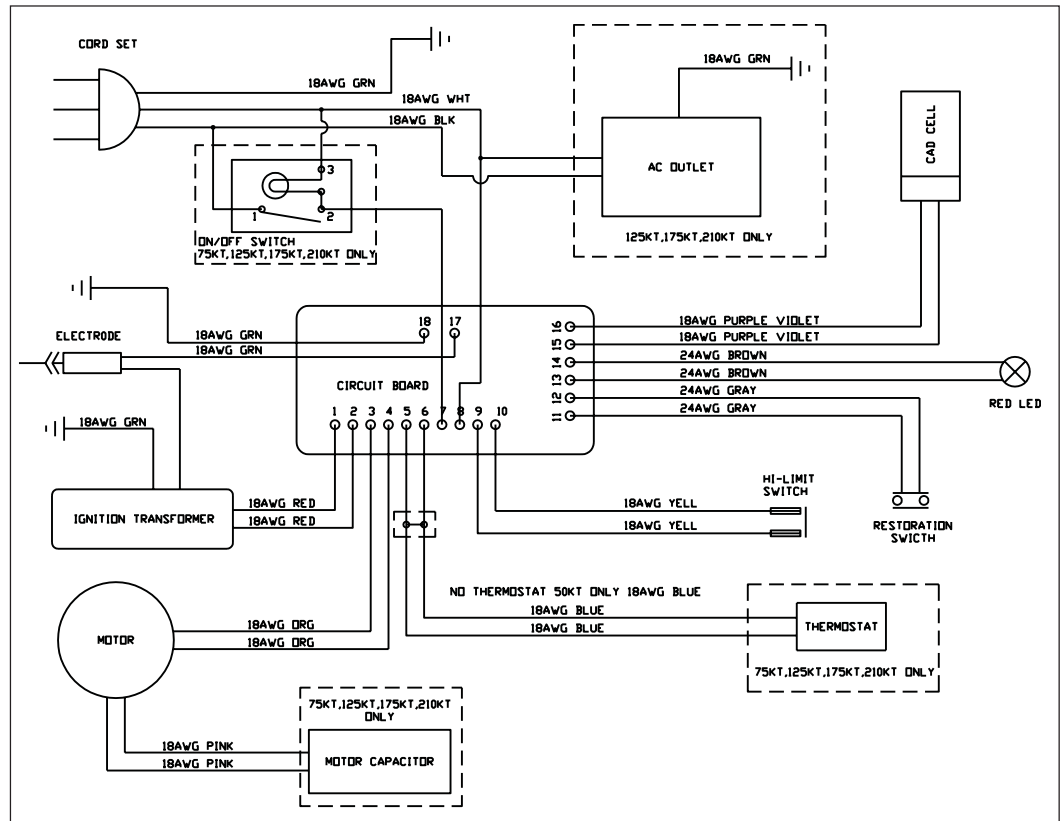 CORD SET
18AWG GRN
18AWG WHT
18AWG BLK
3
1
2
ON/OFF SWITCH
75KT,125KT,175KT,210KT ONLY
18AWG GRN
AC OUTLET
125KT,175KT,210KT ONLY
CAD CELL
18AWG GRN
ELECTRODE
18AWG GRN
18
17
CIRCUIT BOARD
1
2
3
4
5
6
7
8
9
10
16
15
14
13
12
11
18AWG PURPLE VIOLET
18AWG PURPLE VIOLET
24AWG BROWN
24AWG BROWN
24AWG GRAY
24AWG GRAY
RED LED
18AWG GRN
IGNITION TRANSFORMER
18AWG RED
18AWG RED
HI-LIMIT
SWITCH
18AWG YELL
18AWG YELL
RESTORATION
SWICTH
NO THERMOSTAT 50KT ONLY 18AWG BLUE
18AWG BLUE
18AWG BLUE
THERMOSTAT
75KT,125KT,175KT,210KT ONLY
MOTOR
18AWG ORG
18AWG ORG
75KT,125KT,175KT,210KT
ONLY
18AWG PINK
18AWG PINK
MOTOR CAPACITOR